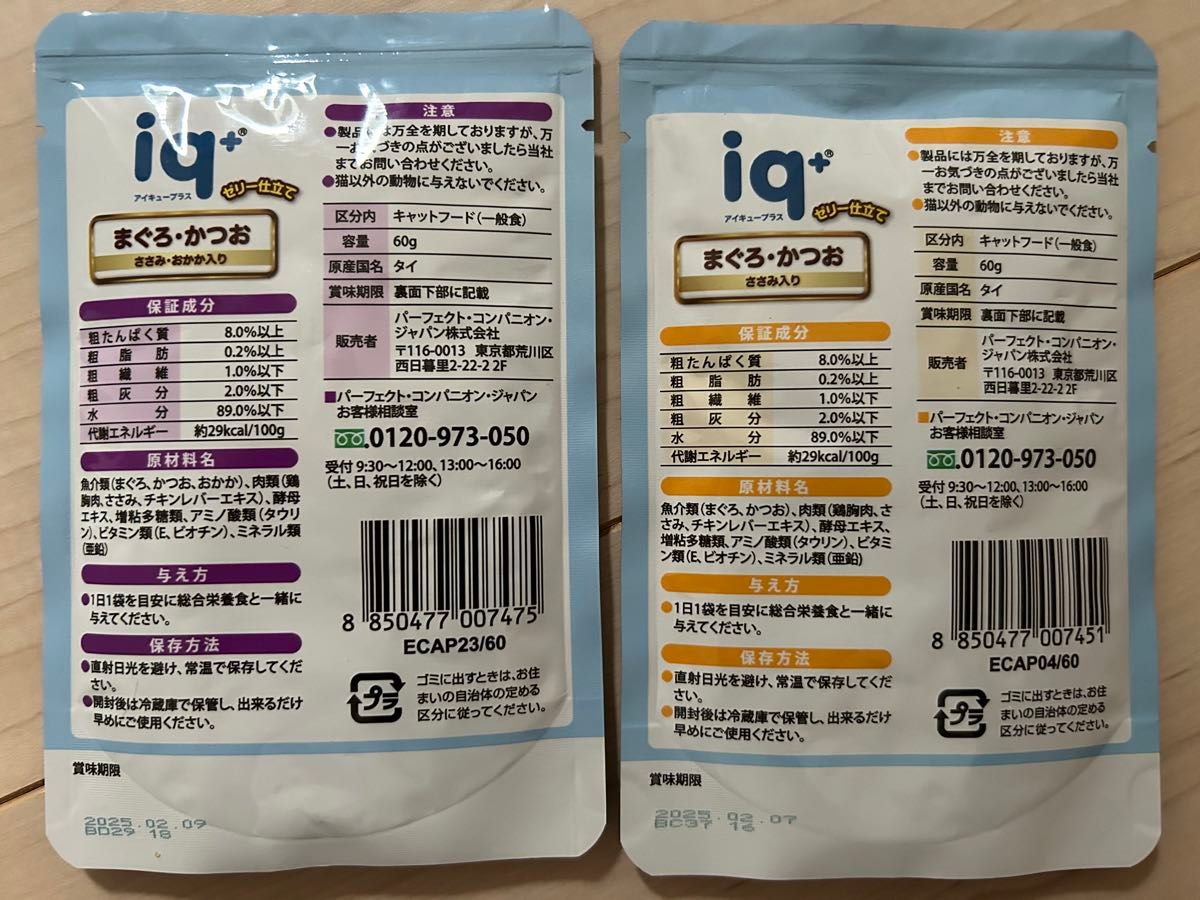 iq+®
アイキュープラス
ゼリー仕立て
まぐろ・かつお
ささみ・おかか入り
保証成分
粗たんぱく質 8.0%以上
粗脂肪 0.2%以上
粗繊維 1.0%以下
粗灰分 2.0%以下
水分 89.0%以下
代謝エネルギー 約29kcal/100g
原材料名
魚介類(まぐろ、かつお、おかか)、肉類(鶏
胸肉、ささみ、チキンレバーエキス)、酵母
エキス、増粘多糖類、アミノ酸類(タウリ
ン)、ビタミン類(E、ビオチン)、ミネラル類
(亜鉛)
与え方
●1日1袋を目安に総合栄養食と一緒に
与えてください。
保存方法
●直射日光を避け、常温で保存してくだ
さい。
●開封後は冷蔵庫で保管し、出来るだけ
早めにご使用ください。
注意
●製品には万全を期しておりますが、万
一お気づきの点がございましたら当社
までお問い合わせください。
●猫以外の動物に与えないでください。
区分内 キャットフード(一般食)
容量 60g
原産国名 タイ
賞味期限 裏面下部に記載
販売者 パーフェクト・コンパニオン・
ジャパン株式会社
〒116-0013 東京都荒川区
西日暮里2-22-2 2F
■パーフェクト・コンパニオン・ジャパン
お客様相談室
0120-973-050
受付 9:30〜12:00、13:00〜16:00
(土、日、祝日を除く)
8 850477 007475
ECAP23/60
プラ
ゴミに出すときは、お住
まいの自治体の定める
区分に従ってください。
賞味期限
2025.02.09
BD29 18
iq+®
アイキュープラス
ゼリー仕立て
まぐろ・かつお
ささみ入り
保証成分
粗たんぱく質 8.0%以上
粗脂肪 0.2%以上
粗繊維 1.0%以下
粗灰分 2.0%以下
水分 89.0%以下
代謝エネルギー 約29kcal/100g
原材料名
魚介類(まぐろ、かつお)、肉類(鶏胸肉、さ
さみ、チキンレバーエキス)、酵母エキス、
増粘多糖類、アミノ酸類(タウリン)、ビタミ
ン類(E、ビオチン)、ミネラル類(亜鉛)
与え方
●1日1袋を目安に総合栄養食と一緒に
与えてください。
保存方法
●直射日光を避け、常温で保存してくだ
さい。
●開封後は冷蔵庫で保管し、出来るだけ
早めにご使用ください。
注意
●製品には万全を期しておりますが、万
一お気づきの点がございましたら当社
までお問い合わせください。
●猫以外の動物に与えないでください。
区分内 キャットフード(一般食)
容量 60g
原産国名 タイ
賞味期限 裏面下部に記載
販売者 パーフェクト・コンパニオン・
ジャパン株式会社
〒116-0013 東京都荒川区
西日暮里2-22-2 2F
■パーフェクト・コンパニオン・ジャパン
お客様相談室
0120-973-050
受付 9:30〜12:00、13:00〜16:00
(土、日、祝日を除く)
8 850477 007451
ECAP04/60
プラ
ゴミに出すときは、お住
まいの自治体の定める
区分に従ってください。
賞味期限
2025.02.07
BC37 16